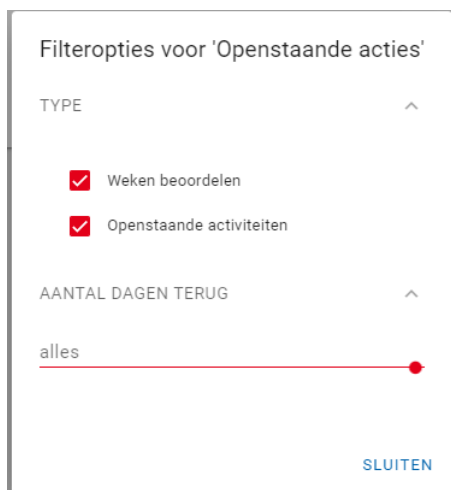 Filteropties voor 'Openstaande acties'
TYPE
Weken beoordelen
Openstaande activiteiten
AANTAL DAGEN TERUG
alles
SLUITEN